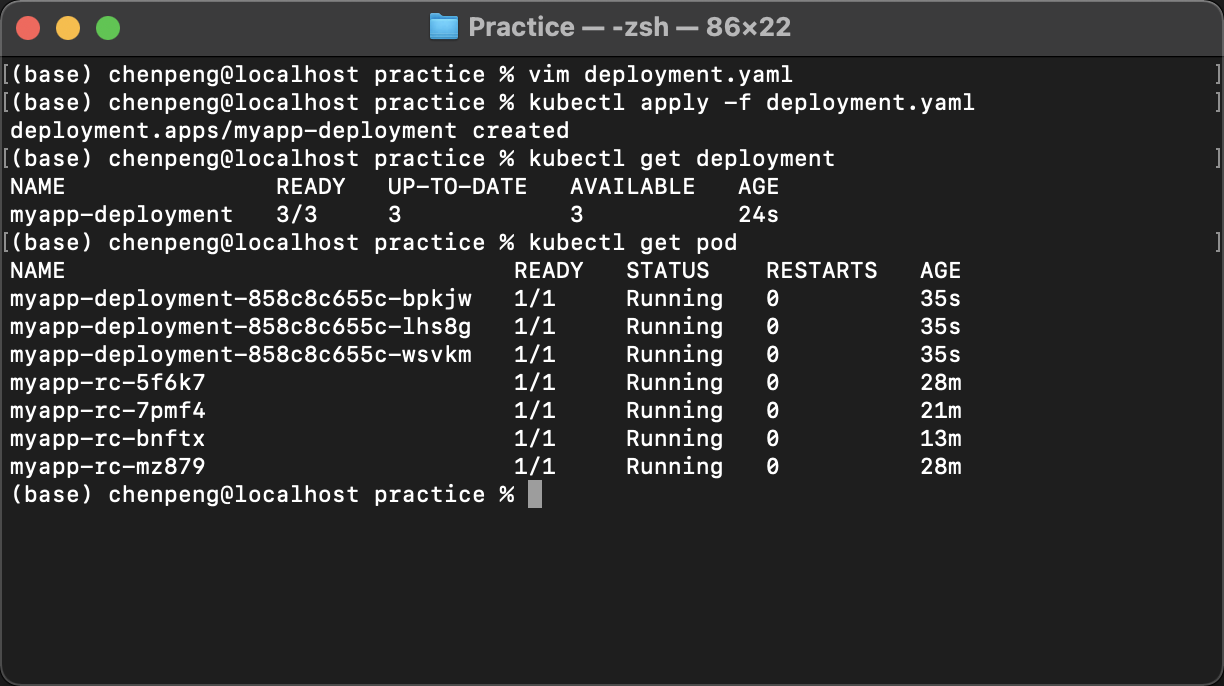 Practice — -zsh — 86×22
[(base) chenpeng@localhost practice % vim deployment.yaml ]
[(base) chenpeng@localhost practice % kubectl apply -f deployment.yaml ]
deployment.apps/myapp-deployment created
[(base) chenpeng@localhost practice % kubectl get deployment ]
NAME READY UP-TO-DATE AVAILABLE AGE
myapp-deployment 3/3 3 3 24s
[(base) chenpeng@localhost practice % kubectl get pod ]
NAME READY STATUS RESTARTS AGE
myapp-deployment-858c8c655c-bpkjw 1/1 Running 0 35s
myapp-deployment-858c8c655c-lhs8g 1/1 Running 0 35s
myapp-deployment-858c8c655c-wsvkm 1/1 Running 0 35s
myapp-rc-5f6k7 1/1 Running 0 28m
myapp-rc-7pmf4 1/1 Running 0 21m
myapp-rc-bnftx 1/1 Running 0 13m
myapp-rc-mz879 1/1 Running 0 28m
(base) chenpeng@localhost practice %